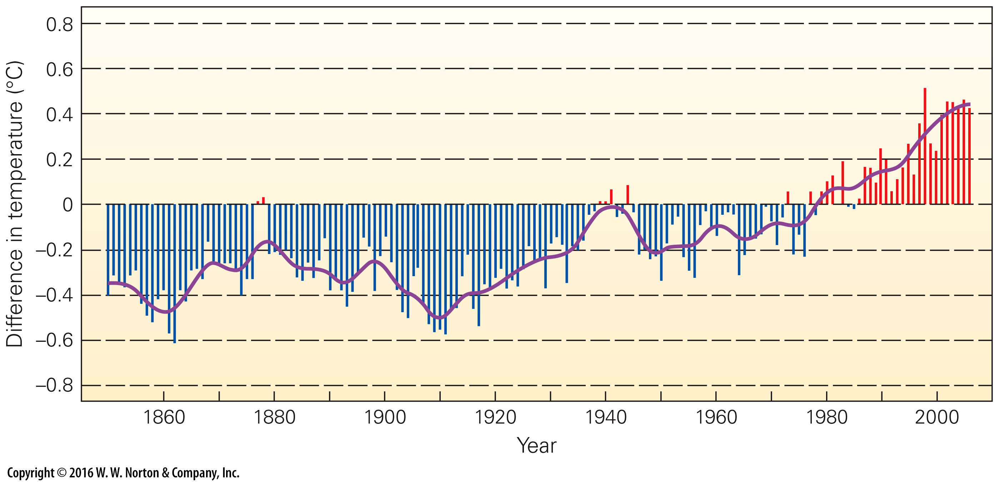 Difference in temperature (°C)
0.8
0.6
0.4
0.2
0
–0.2
–0.4
–0.6
–0.8
1860 1880 1900 1920 1940 1960 1980 2000
Year
Copyright © 2016 W. W. Norton & Company, Inc.